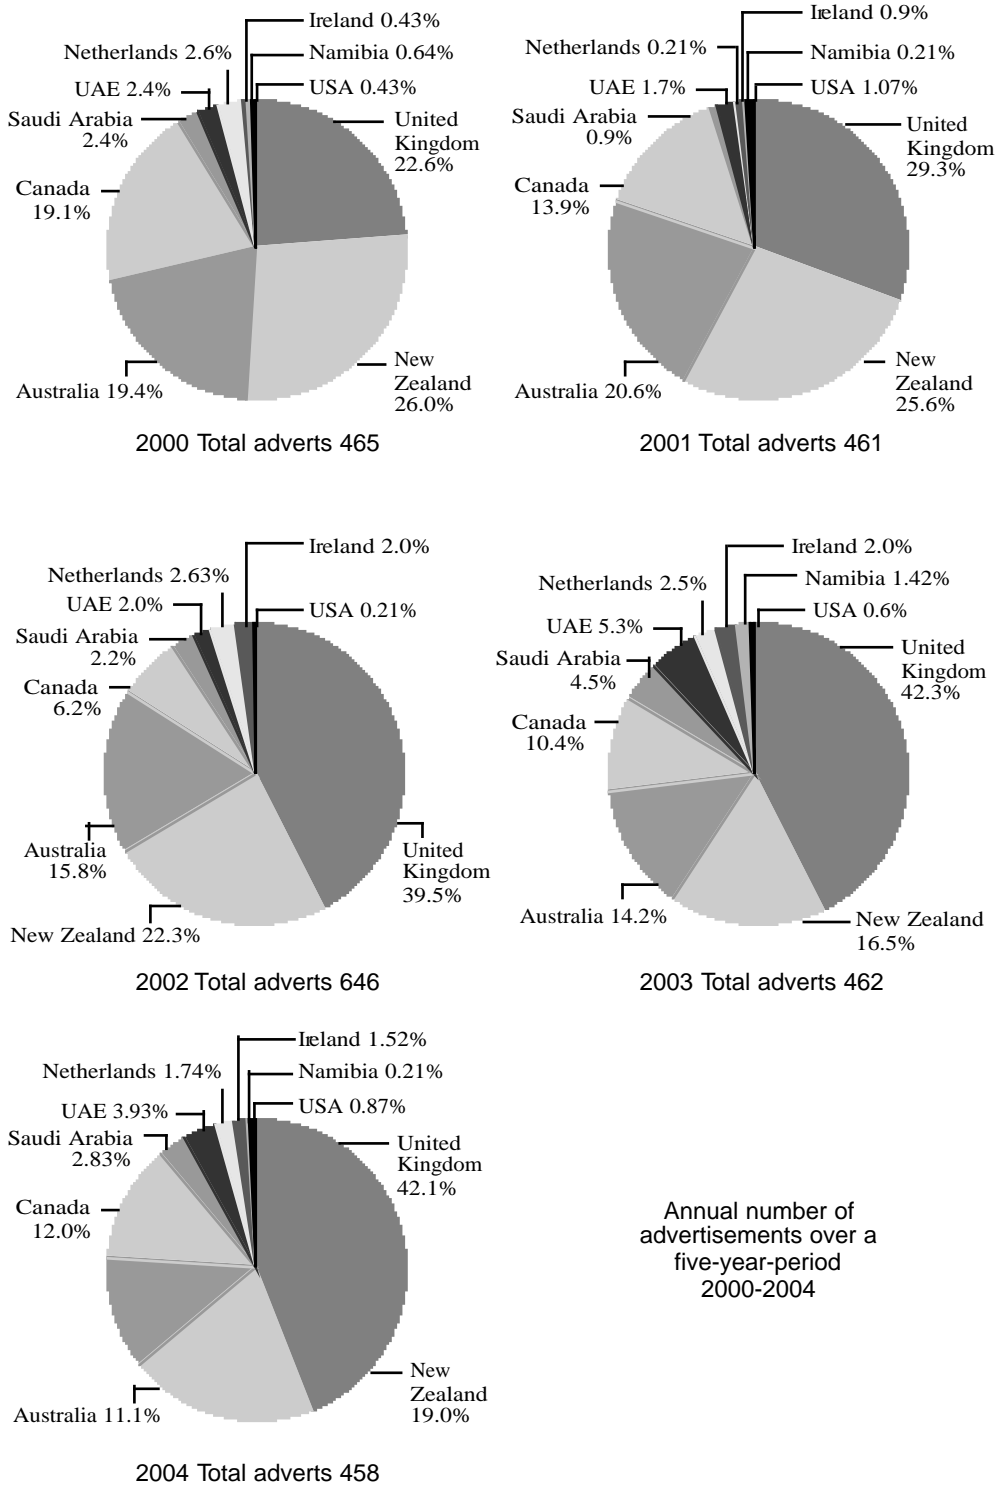 Ireland 0.43%
Netherlands 2.6%
Namibia 0.64%
UAE 2.4%
USA 0.43%
Saudi Arabia
2.4%
United
Kingdom
22.6%
Canada
19.1%
Australia 19.4%
New
Zealand
26.0%
2000 Total adverts 465
Ireland 0.9%
Netherlands 0.21%
Namibia 0.21%
UAE 1.7%
USA 1.07%
Saudi Arabia
0.9%
United
Kingdom
29.3%
Canada
13.9%
Australia 20.6%
New
Zealand
25.6%
2001 Total adverts 461
Ireland 2.0%
Netherlands 2.63%
UAE 2.0%
USA 0.21%
Saudi Arabia
2.2%
Canada
6.2%
Australia
15.8%
United
Kingdom
39.5%
New Zealand 22.3%
2002 Total adverts 646
Ireland 2.0%
Netherlands 2.5%
Namibia 1.42%
UAE 5.3%
USA 0.6%
Saudi Arabia
4.5%
United
Kingdom
42.3%
Canada
10.4%
Australia 14.2%
New Zealand
16.5%
2003 Total adverts 462
Ireland 1.52%
Netherlands 1.74%
Namibia 0.21%
UAE 3.93%
USA 0.87%
Saudi Arabia
2.83%
United
Kingdom
42.1%
Canada
12.0%
Australia 11.1%
New
Zealand
19.0%
2004 Total adverts 458
Annual number of
advertisements over a
five-year-period
2000-2004